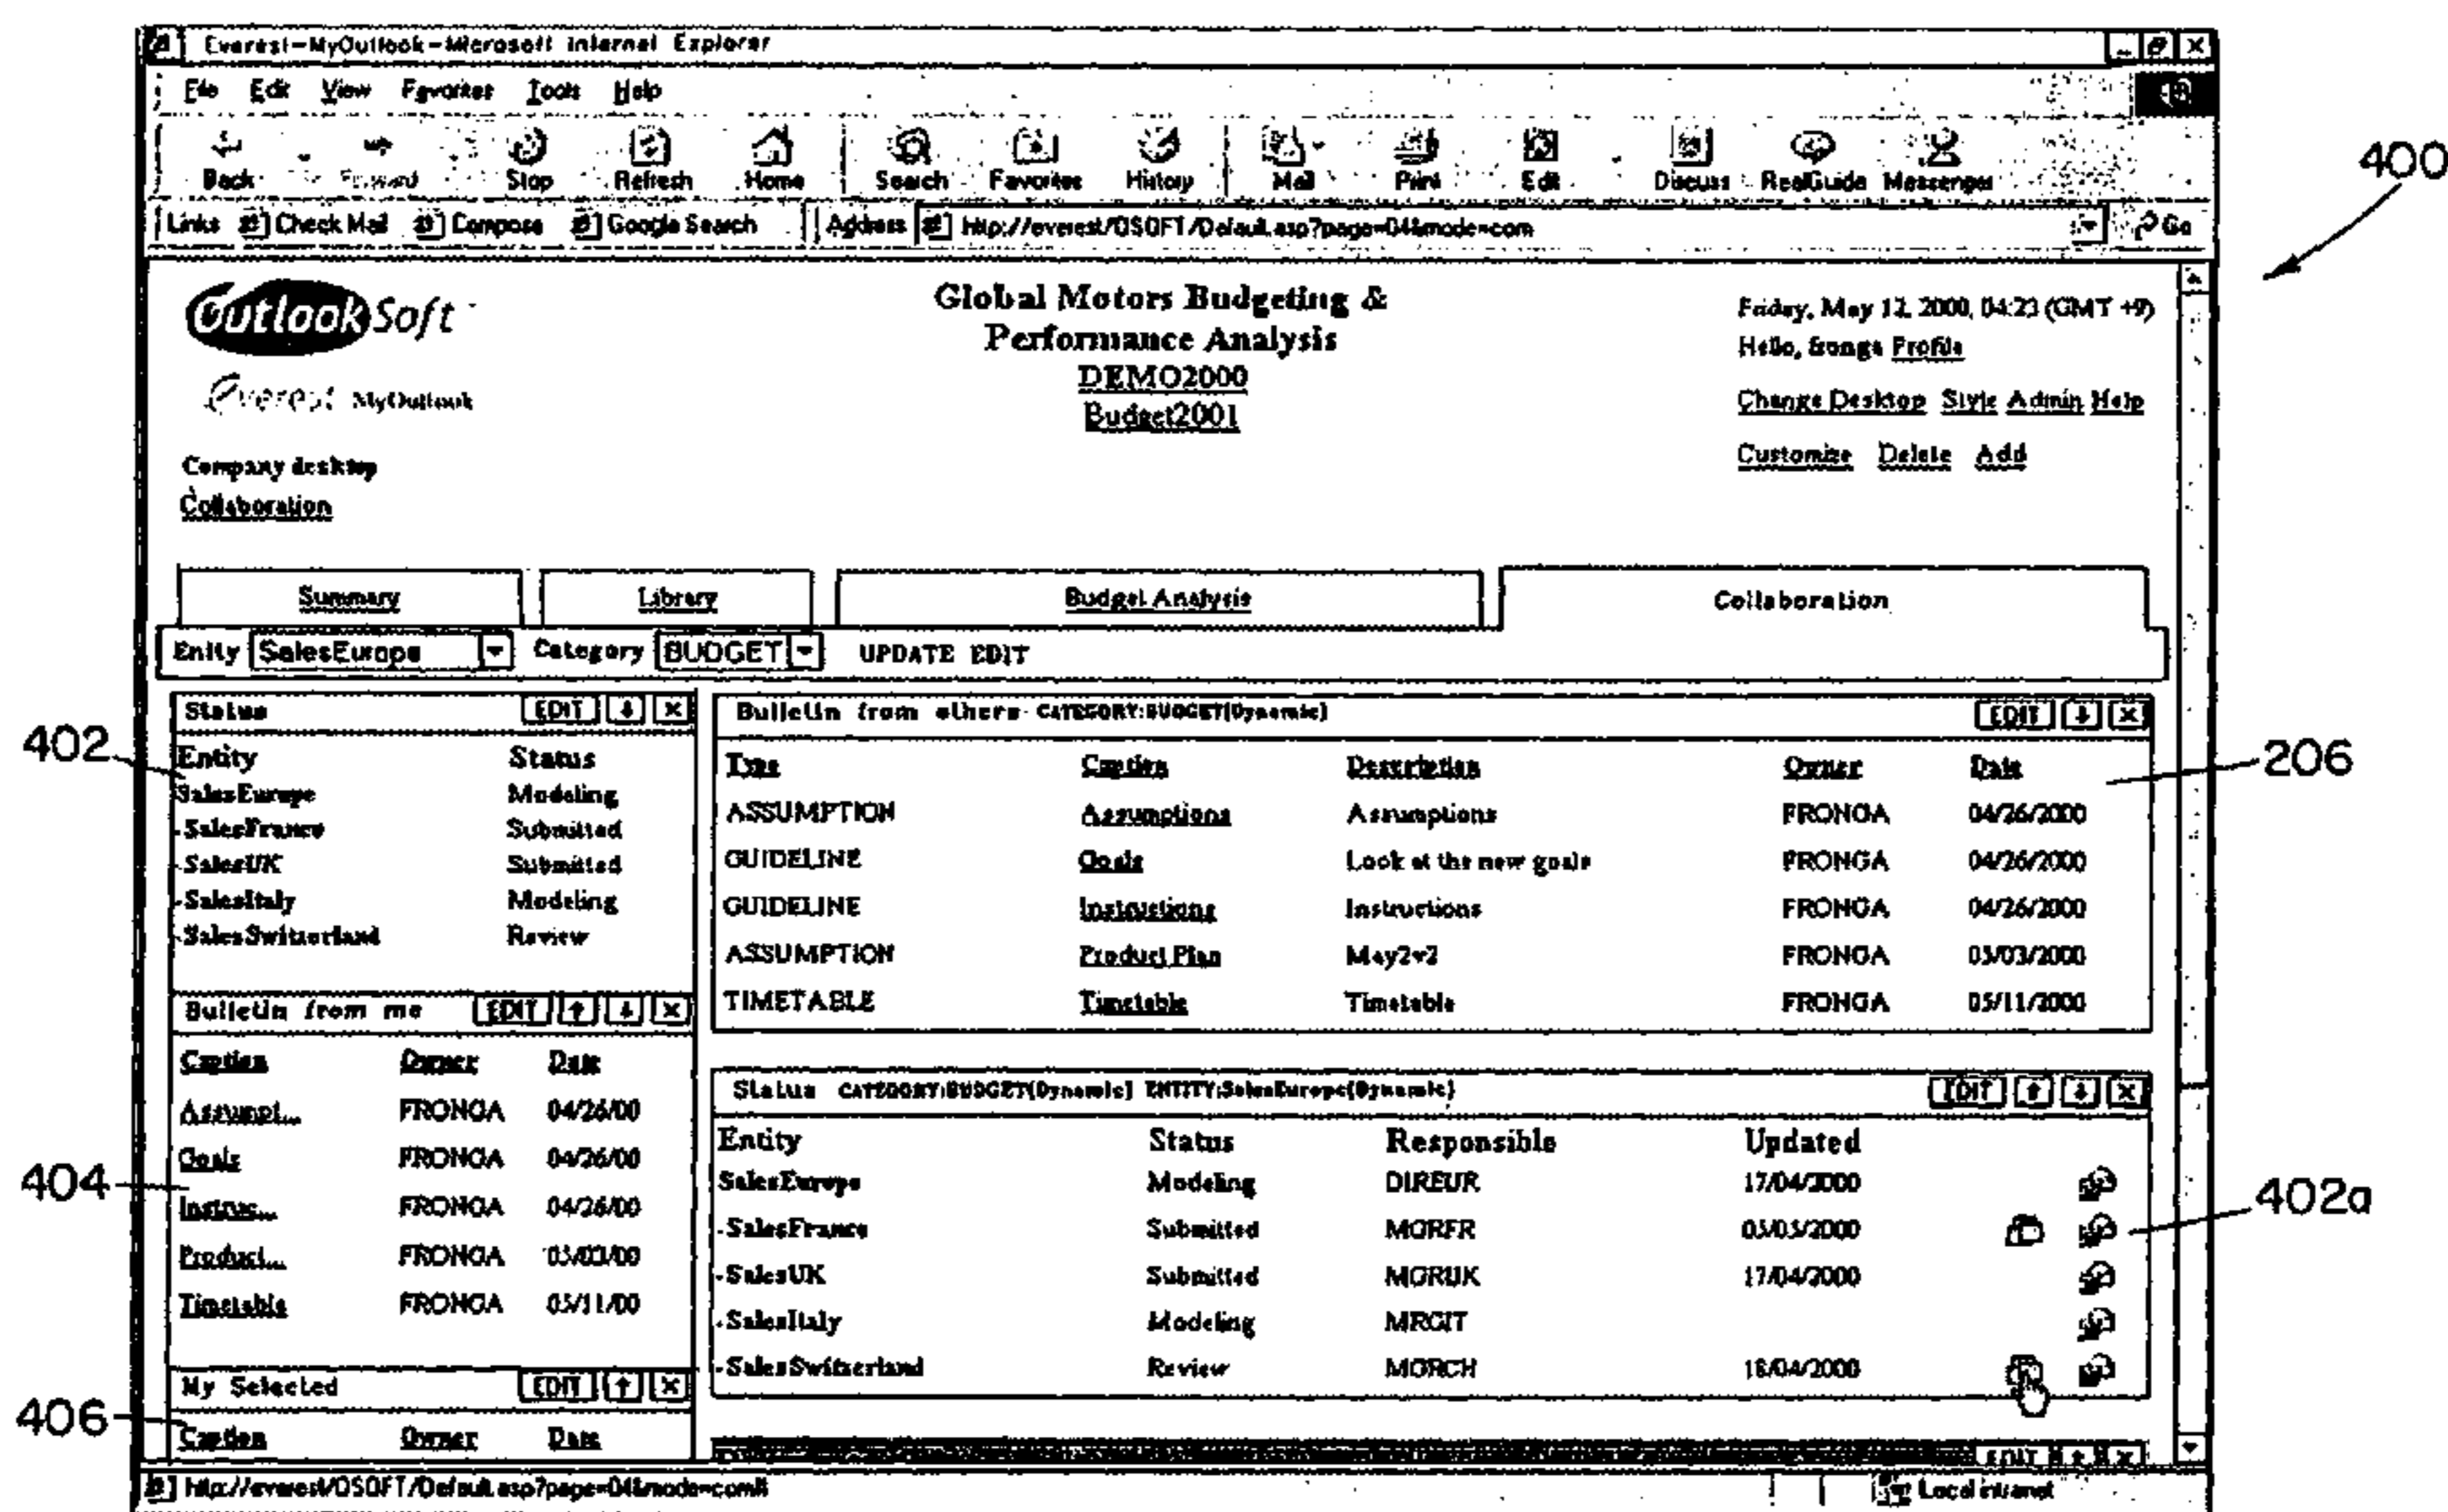 Everest-MyOutlook-Microsoft Internet Explorer
File Edit View Favorites Tools Help
Back Forward Stop Refresh Home Search Favorites History Mail Print Edit Discuss RealGuide Messenger
Links Check Mail Compose Google Search Address http://everest/OSOFT/Default.asp?page=04&mode=com Go
400
OutlookSoft
Everest MyOutlook
Global Motors Budgeting &
Performance Analysis
DEMO2000
Budget2001
Friday, May 12, 2000, 04:23 (GMT +9)
Hello, fronga Profile
Change Desktop Style Admin Help
Customize Delete Add
Company desktop
Collaboration
Summary Library Budget Analysis Collaboration
Enity SalesEurope Category BUDGET UPDATE EDIT
402
Status EDIT
Entity Status
SalesEurope Modeling
-SalesFrance Submitted
-SalesUK Submitted
-SalesItaly Modeling
-SalesSwitzerland Review
404
Bulletin from me EDIT
Caption Owner Date
Assumpt... FRONGA 04/26/00
Goals FRONGA 04/26/00
Instruc... FRONGA 04/26/00
Product... FRONGA 05/03/00
Timetable FRONGA 05/11/00
406
My Selected EDIT
Caption Owner Date
206
Bulletin from others CATEGORY:BUDGET(Dynamic) EDIT
Type Caption Description Owner Date
ASSUMPTION Assumptions Assumptions FRONGA 04/26/2000
GUIDELINE Goals Look at the new goals FRONGA 04/26/2000
GUIDELINE Instructions Instructions FRONGA 04/26/2000
ASSUMPTION Product Plan May2v2 FRONGA 05/03/2000
TIMETABLE Timetable Timetable FRONGA 05/11/2000
402a
Status CATEGORY:BUDGET(Dynamic) ENTITY:SalesEurope(Dynamic) EDIT
Entity Status Responsible Updated
SalesEurope Modeling DIREUR 17/04/2000
-SalesFrance Submitted MGRFR 05/05/2000
-SalesUK Submitted MGRUK 17/04/2000
-SalesItaly Modeling MRGIT
-SalesSwitzerland Review MGRCH 18/04/2000
EDIT
http://everest/OSOFT/Default.asp?page=04&mode=com# Local intranet